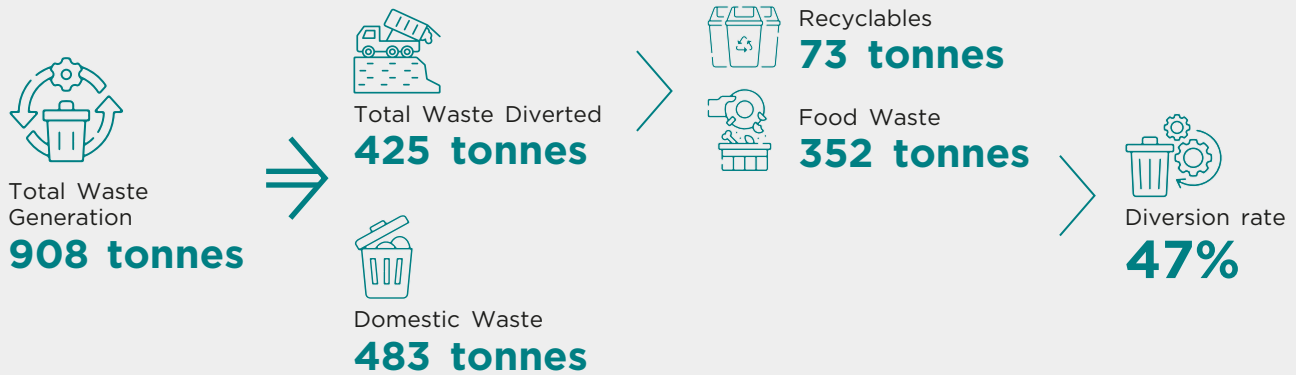 Total Waste
Generation
908 tonnes
Total Waste Diverted
425 tonnes
Domestic Waste
483 tonnes
Recyclables
73 tonnes
Food Waste
352 tonnes
Diversion rate
47%